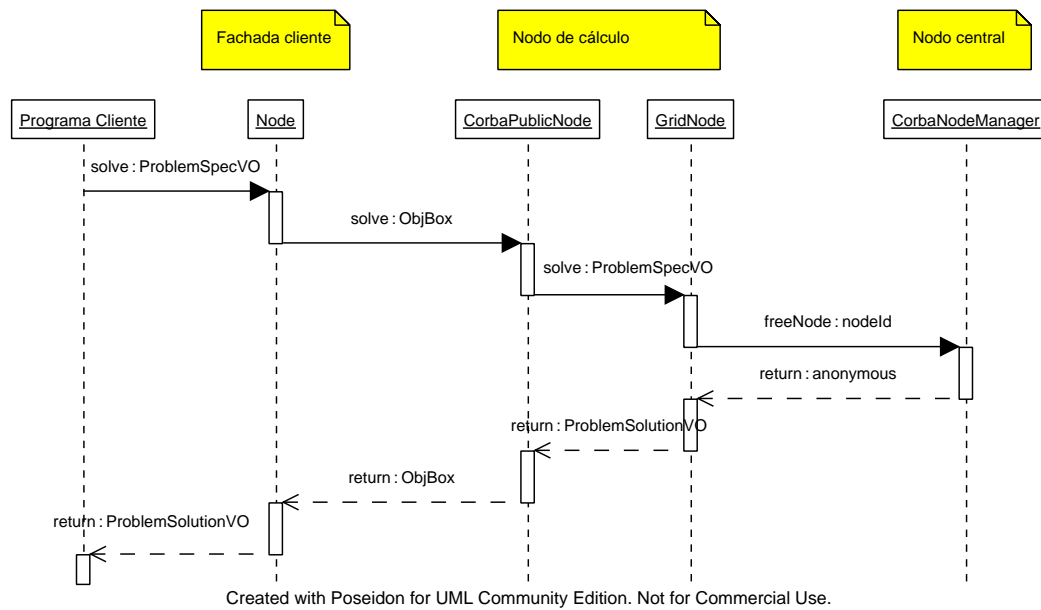 Fachada cliente
Nodo de cálculo
Nodo central
Programa Cliente
Node
CorbaPublicNode
GridNode
CorbaNodeManager
solve : ProblemSpecVO
solve : ObjBox
solve : ProblemSpecVO
freeNode : nodeId
return : anonymous
return : ProblemSolutionVO
return : ObjBox
return : ProblemSolutionVO
Created with Poseidon for UML Community Edition. Not for Commercial Use.